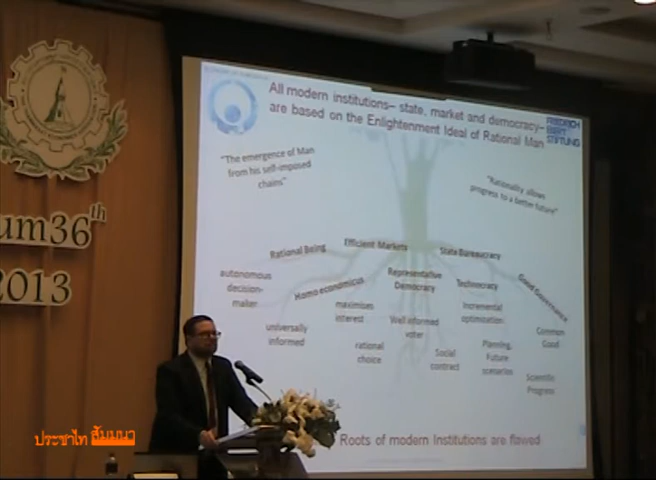 um36th
2013
All modern institutions– state, market and democracy–
are based on the Enlightenment Ideal of Rational Man
FRIEDRICH
EBERT
STIFTUNG
"The emergence of Man
from his self-imposed
chains"
"Rationality allows
progress to a better future"
Rational Being
Efficient Markets
State Bureaucracy
autonomous
decision-
maker
Homo economicus
Representative
Democracy
Technocracy
Good Governance
universally
informed
maximises
interest
Well informed
voter
Incremental
optimization
Common
Good
rational
choice
Social
contract
Planning,
Future
scenarios
Scientific
Progress
Roots of modern Institutions are flawed
ประชาไท